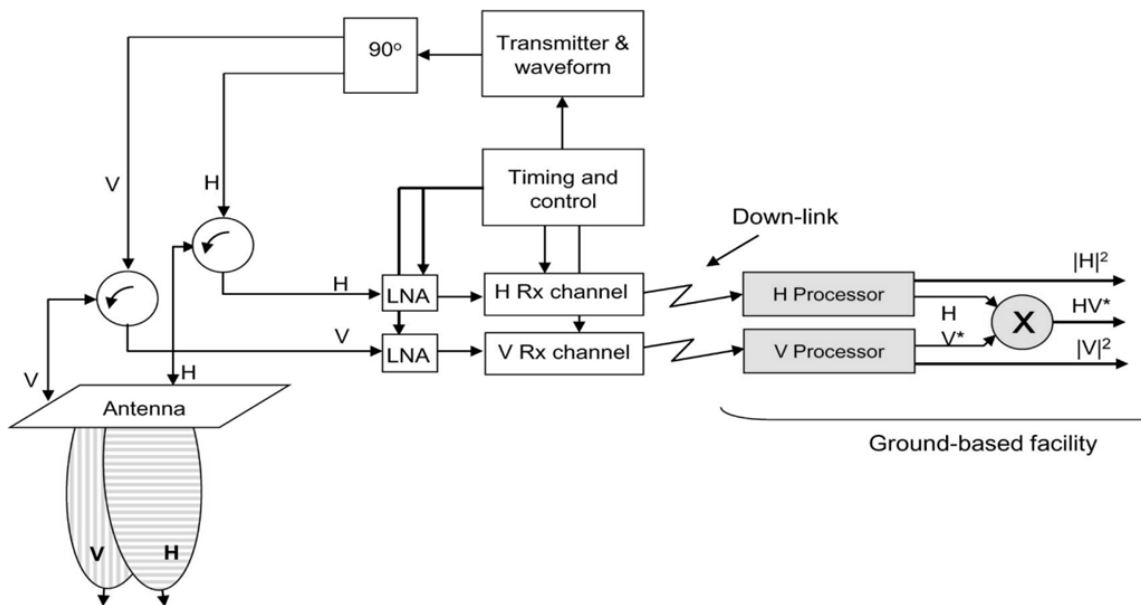 90°
Transmitter &
waveform
V
H
Timing and
control
Down-link
H
LNA
H Rx channel
H Processor
|H|²
H
V*
X
HV*
V
LNA
V Rx channel
V Processor
|V|²
V
H
Antenna
Ground-based facility
V
H